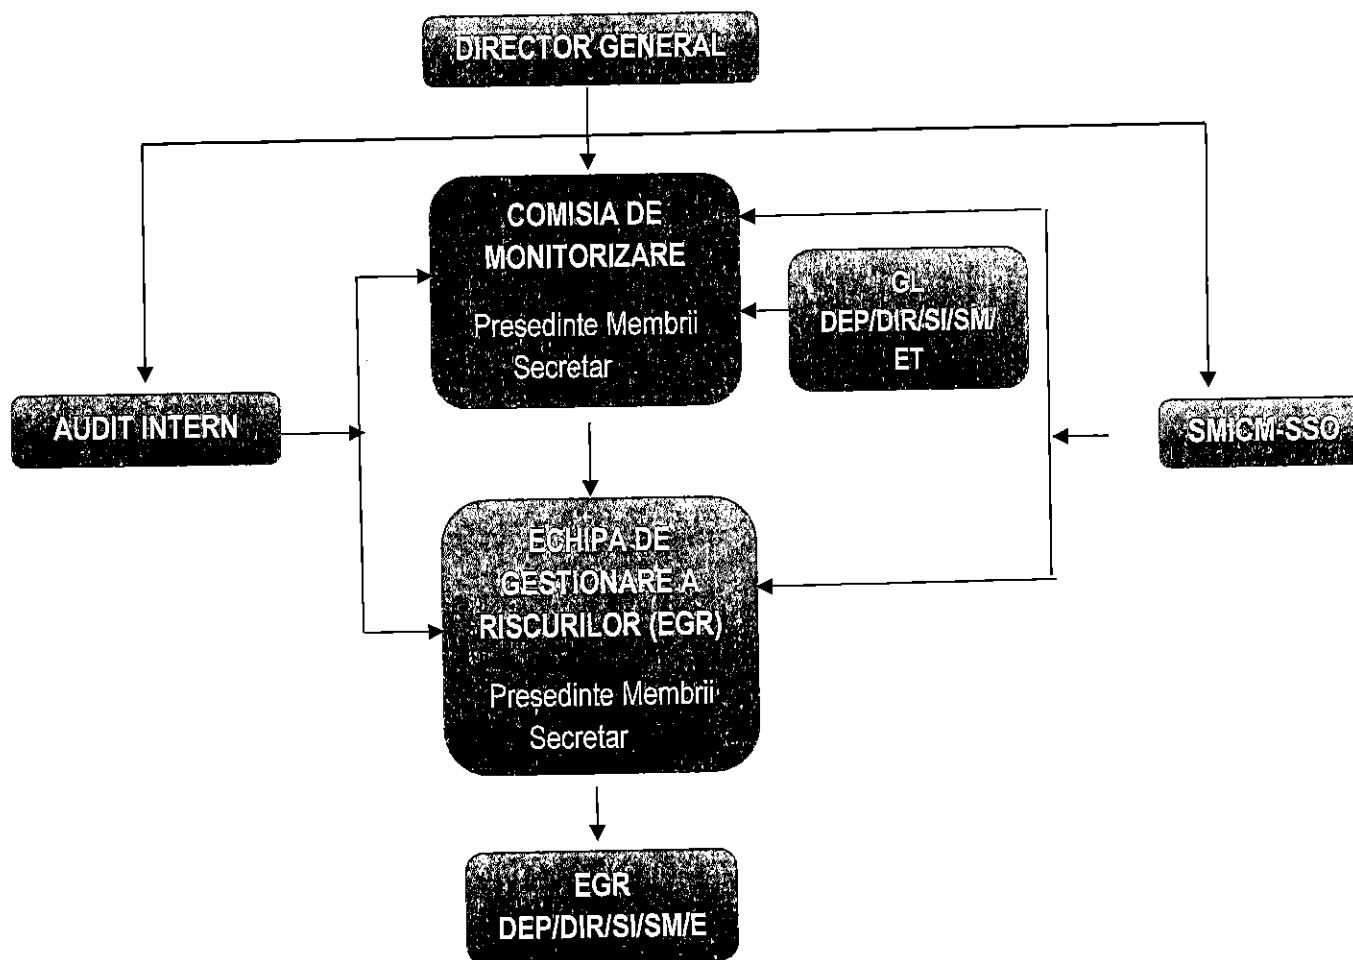 DIRECTOR GENERAL
COMISIA DE
MONITORIZARE
Președinte Membrii
Secretar
GL
DEP/DIR/SI/SM/
ET
AUDIT INTERN
SMICM-SSO
ECHIPA DE
GESTIONARE A
RISCURILOR (EGR)
Președinte Membrii
Secretar
EGR
DEP/DIR/SI/SM/E